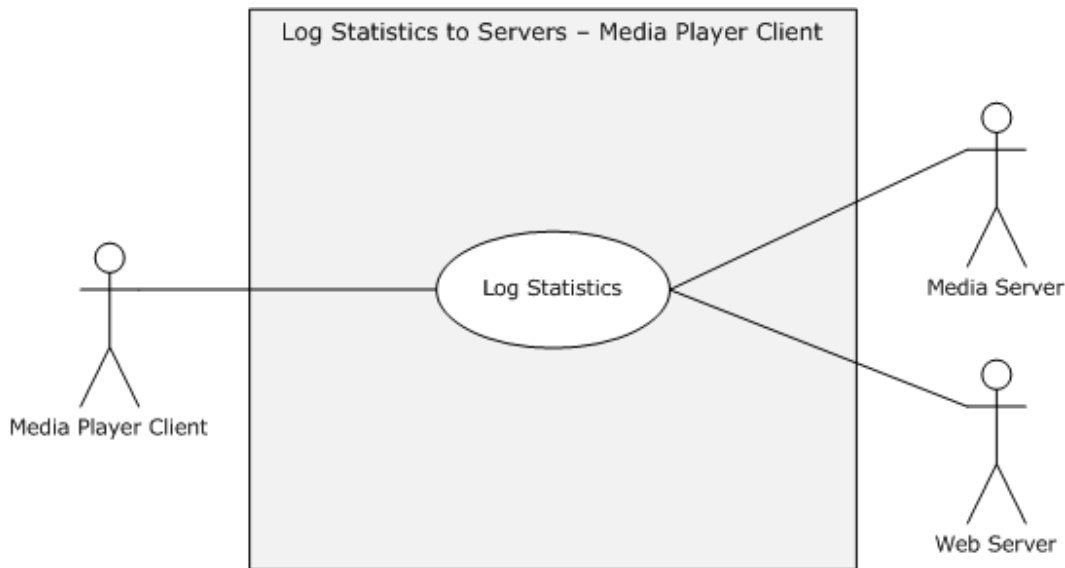 Log Statistics to Servers – Media Player Client
Log Statistics
Media Server
Media Player Client
Web Server